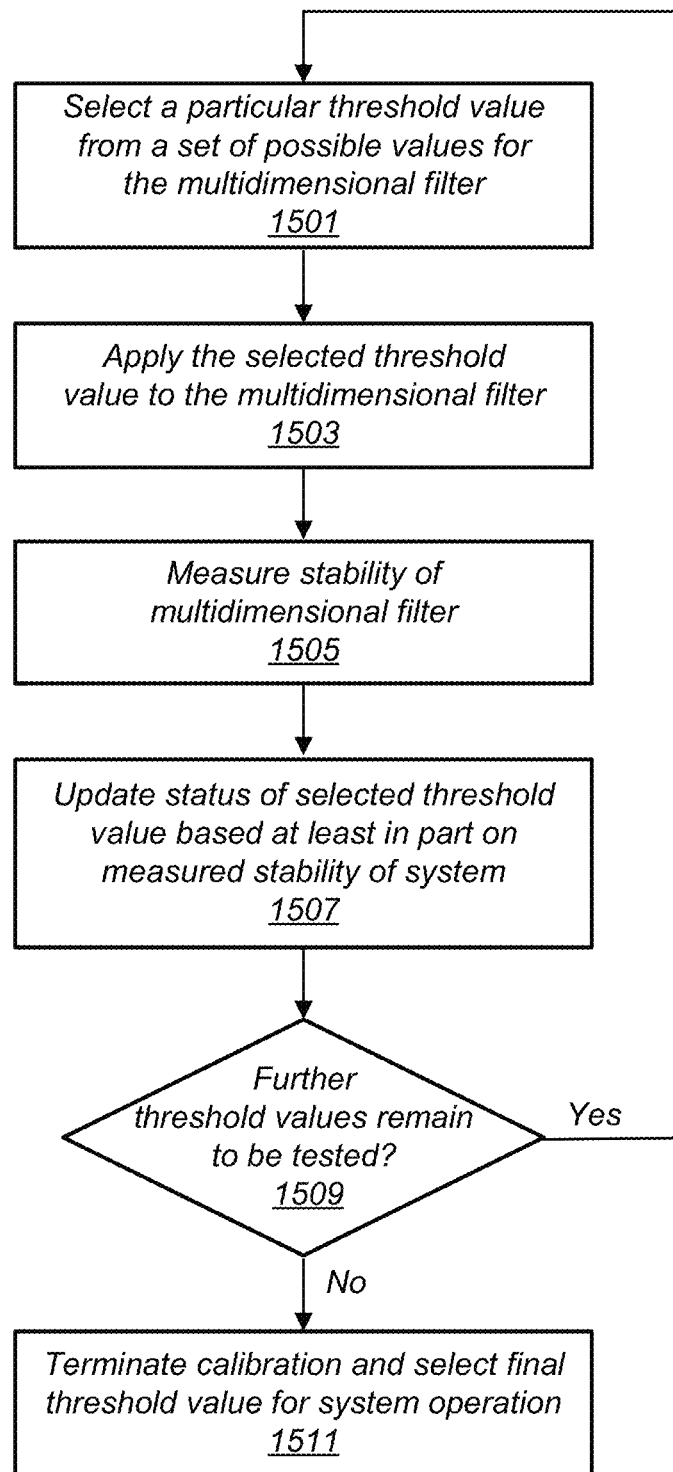 Select a particular threshold value
from a set of possible values for
the multidimensional filter
1501
Apply the selected threshold
value to the multidimensional filter
1503
Measure stability of
multidimensional filter
1505
Update status of selected threshold
value based at least in part on
measured stability of system
1507
Further
threshold values remain
to be tested?
1509
Yes
No
Terminate calibration and select final
threshold value for system operation
1511